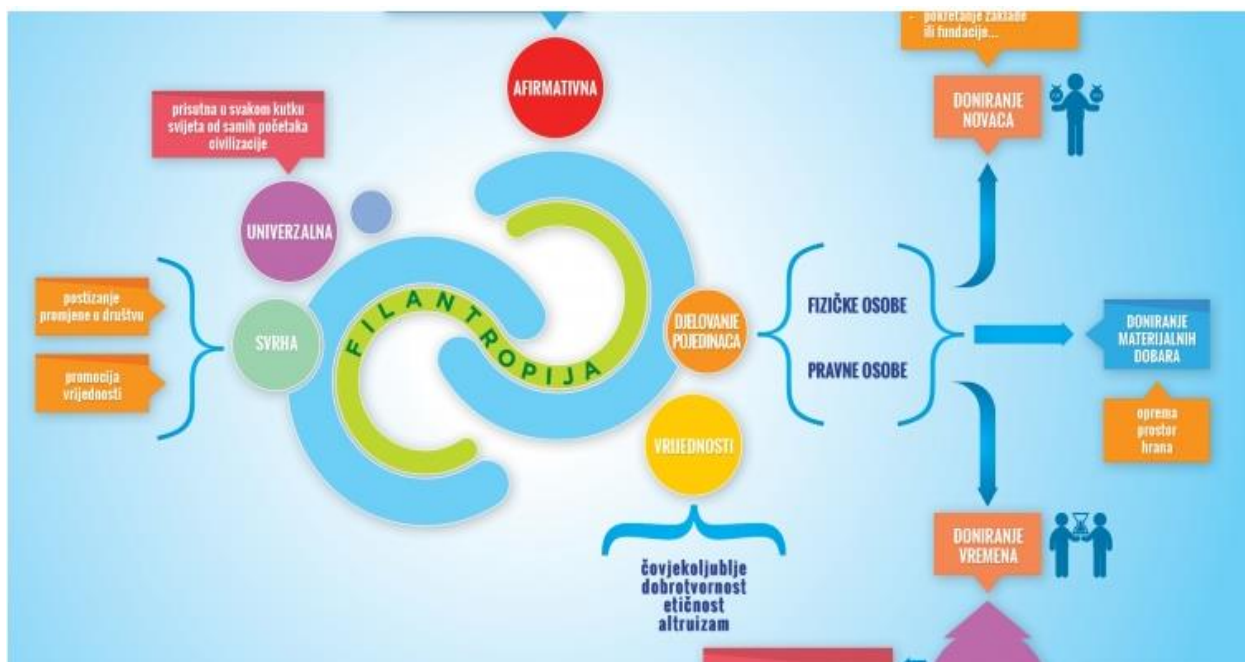 - pokretanje zaklade
ili fundacije...
AFIRMATIVNA
DONIRANJE
NOVACA
prisutna u svakom kutku
svijeta od samih početaka
civilizacije
UNIVERZALNA
postizanje
promjene u društvu
SVRHA
promocija
vrijednosti
FILANTROPIJA
DJELOVANJE
POJEDINACA
FIZIČKE OSOBE
PRAVNE OSOBE
DONIRANJE
MATERIJALNIH
DOBARA
oprema
prostor
hrana
VRIJEDNOSTI
čovjekoljublje
dobrotvornost
etičnost
altruizam
DONIRANJE
VREMENA